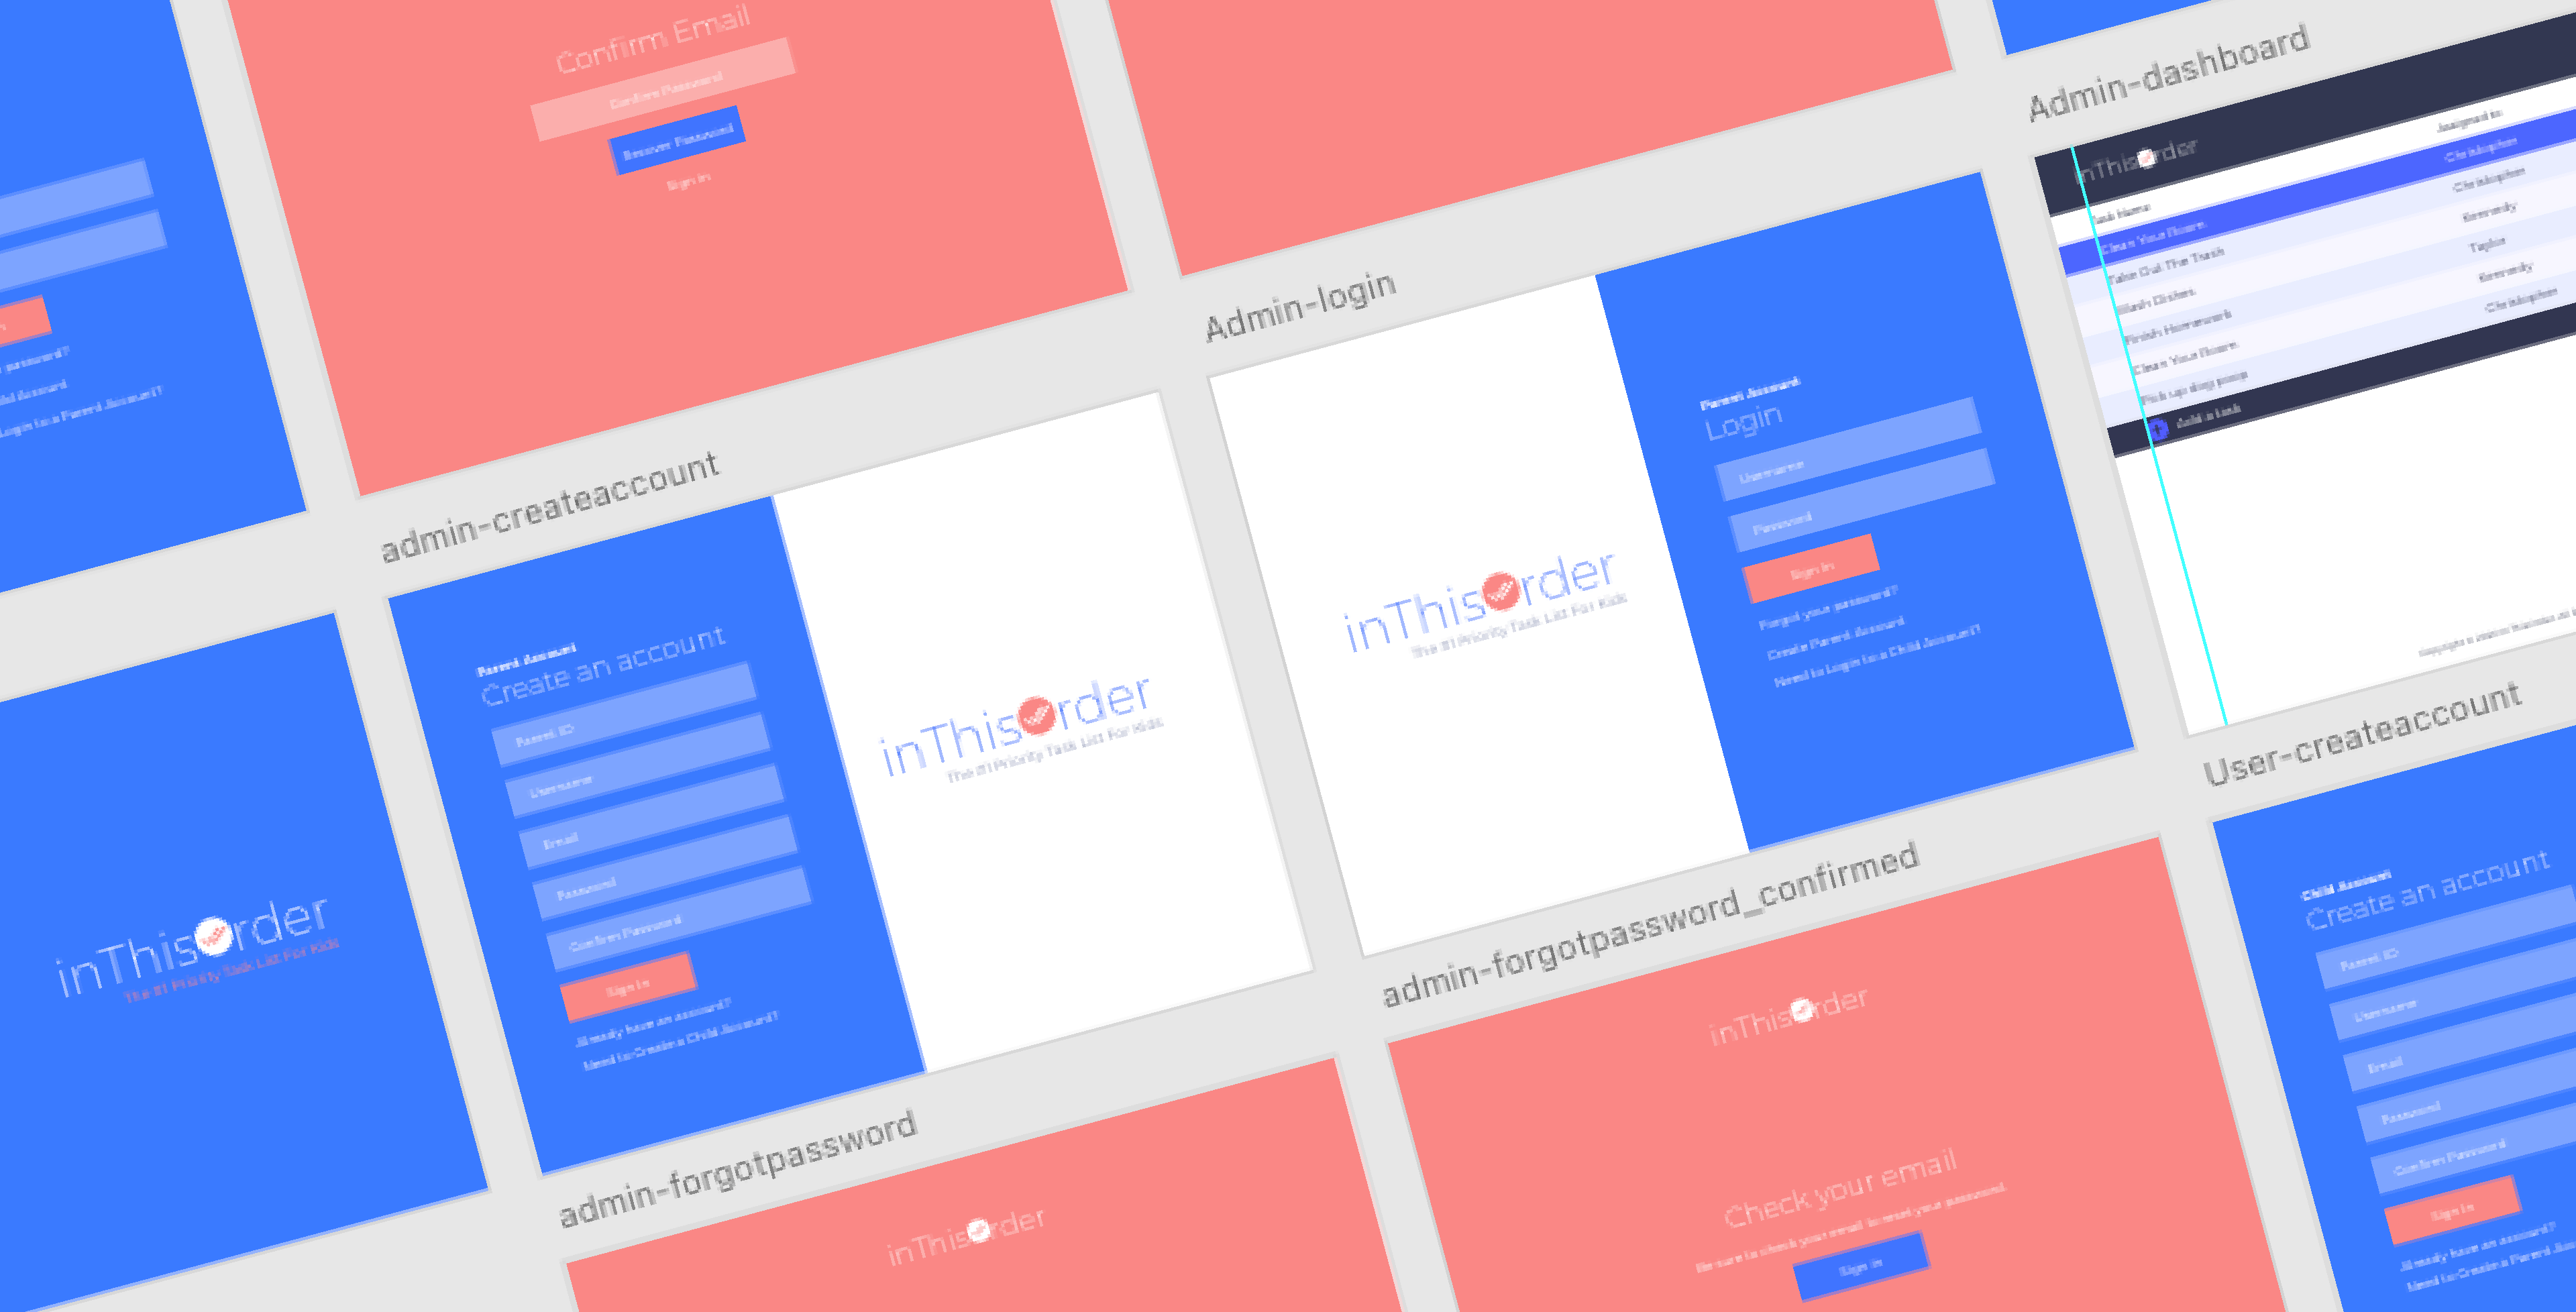 Confirm Email
Confirm Password
Recover Password
Sign in
password?
Account
Login to a Parent Account?
inThisOrder
The #1 Priority Task List For Kids
admin-createaccount
Parent Account
Create an account
Parent ID
Username
Email
Password
Confirm Password
Sign In
Already have an account?
Need to Create a Child Account?
inThisOrder
The #1 Priority Task List For Kids
Admin-login
inThisOrder
The #1 Priority Task List For Kids
Parent Account
Login
Username
Password
Sign In
Forgot your password?
Create Parent Account
Need to Login to a Child Account?
Admin-dashboard
inThisOrder
Task Name
Assigned to
Clean Your Room
Christopher
Take Out The Trash
Christopher
Wash Dishes
Kennedy
Finish Homework
Taylor
Clean Your Room
Kennedy
Pick up dog poop
Christopher
Add a task
admin-forgotpassword
inThisOrder
admin-forgotpassword_confirmed
inThisOrder
Check your email
Be sure to check your email to reset your password
Sign in
User-createaccount
Child Account
Create an account
Parent ID
Username
Email
Password
Confirm Password
Sign In
Already have an account?
Need to Create a Parent